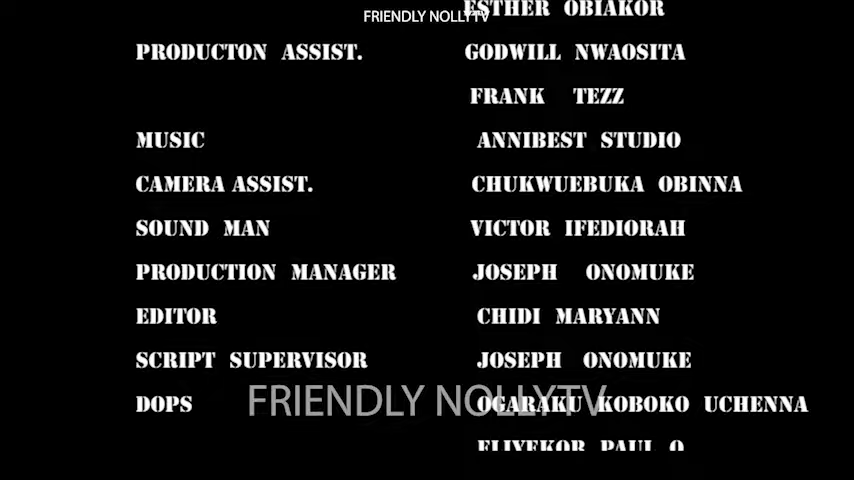 FRIENDLY NOLLYTV
ESTHER OBIAKOR
PRODUCTON ASSIST. GODWILL NWAOSITA
FRANK TEZZ
MUSIC ANNIBEST STUDIO
CAMERA ASSIST. CHUKWUEBUKA OBINNA
SOUND MAN VICTOR IFEDIORAH
PRODUCTION MANAGER JOSEPH ONOMUKE
EDITOR CHIDI MARYANN
SCRIPT SUPERVISOR JOSEPH ONOMUKE
DOPS OGARAKU KOBOKO UCHENNA
FRIENDLY NOLLYTV
PAUL O